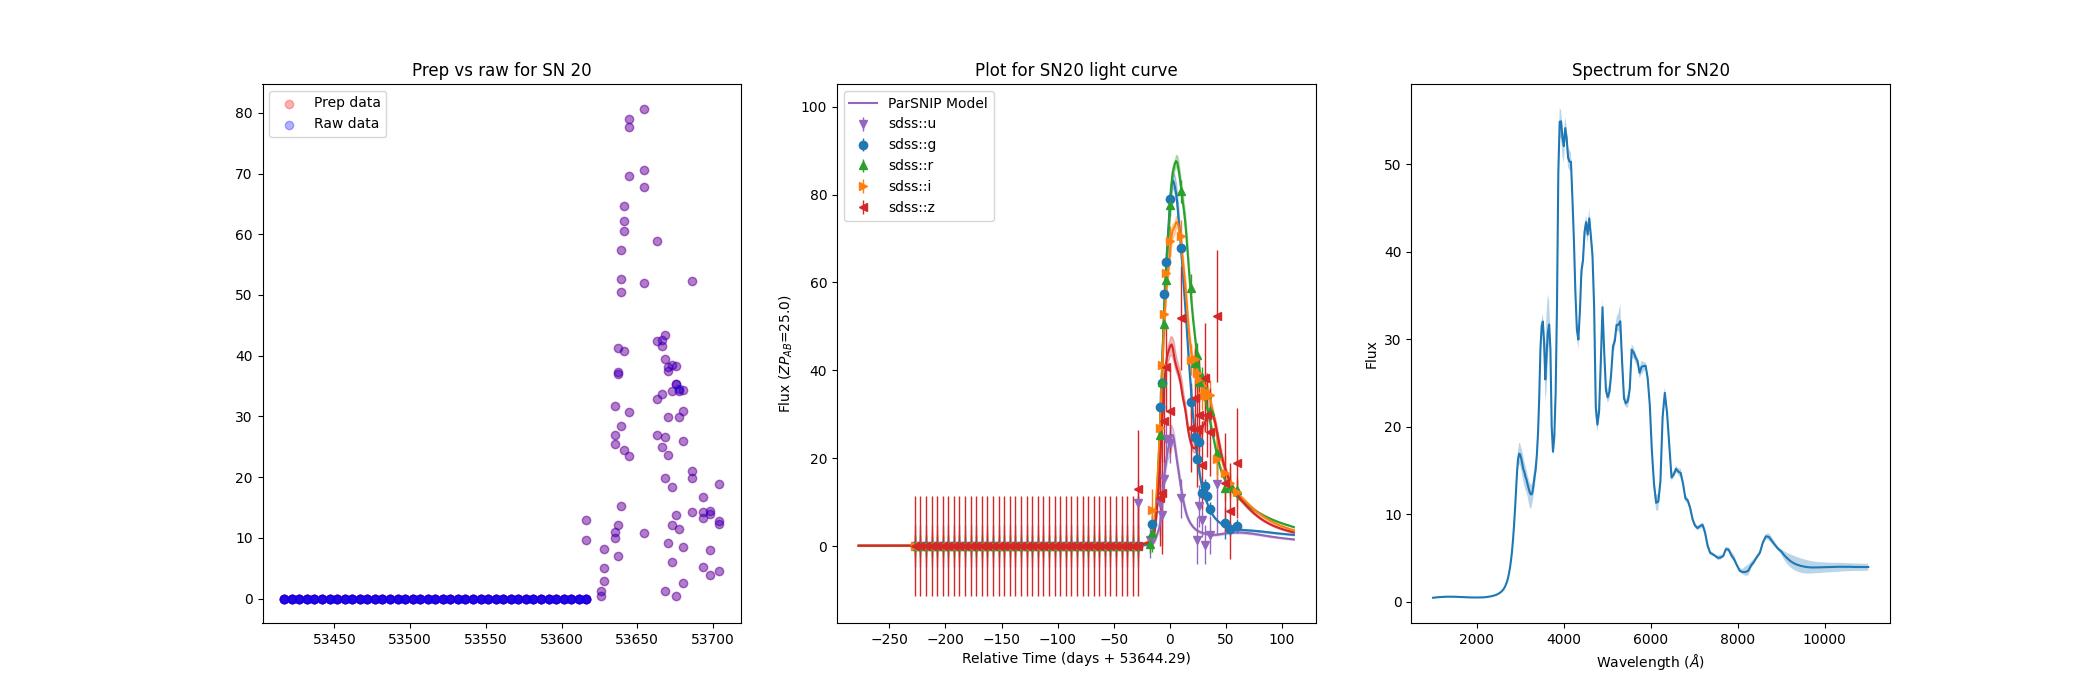 Prep vs raw for SN 20
Prep data
Raw data
80
70
60
50
40
30
20
10
0
53450
53500
53550
53600
53650
53700
Plot for SN20 light curve
ParSNIP Model
sdss::u
sdss::g
sdss::r
sdss::i
sdss::z
Flux (ZP_AB=25.0)
100
80
60
40
20
0
−250
−200
−150
−100
−50
0
50
100
Relative Time (days + 53644.29)
Spectrum for SN20
Flux
50
40
30
20
10
0
2000
4000
6000
8000
10000
Wavelength (Å)